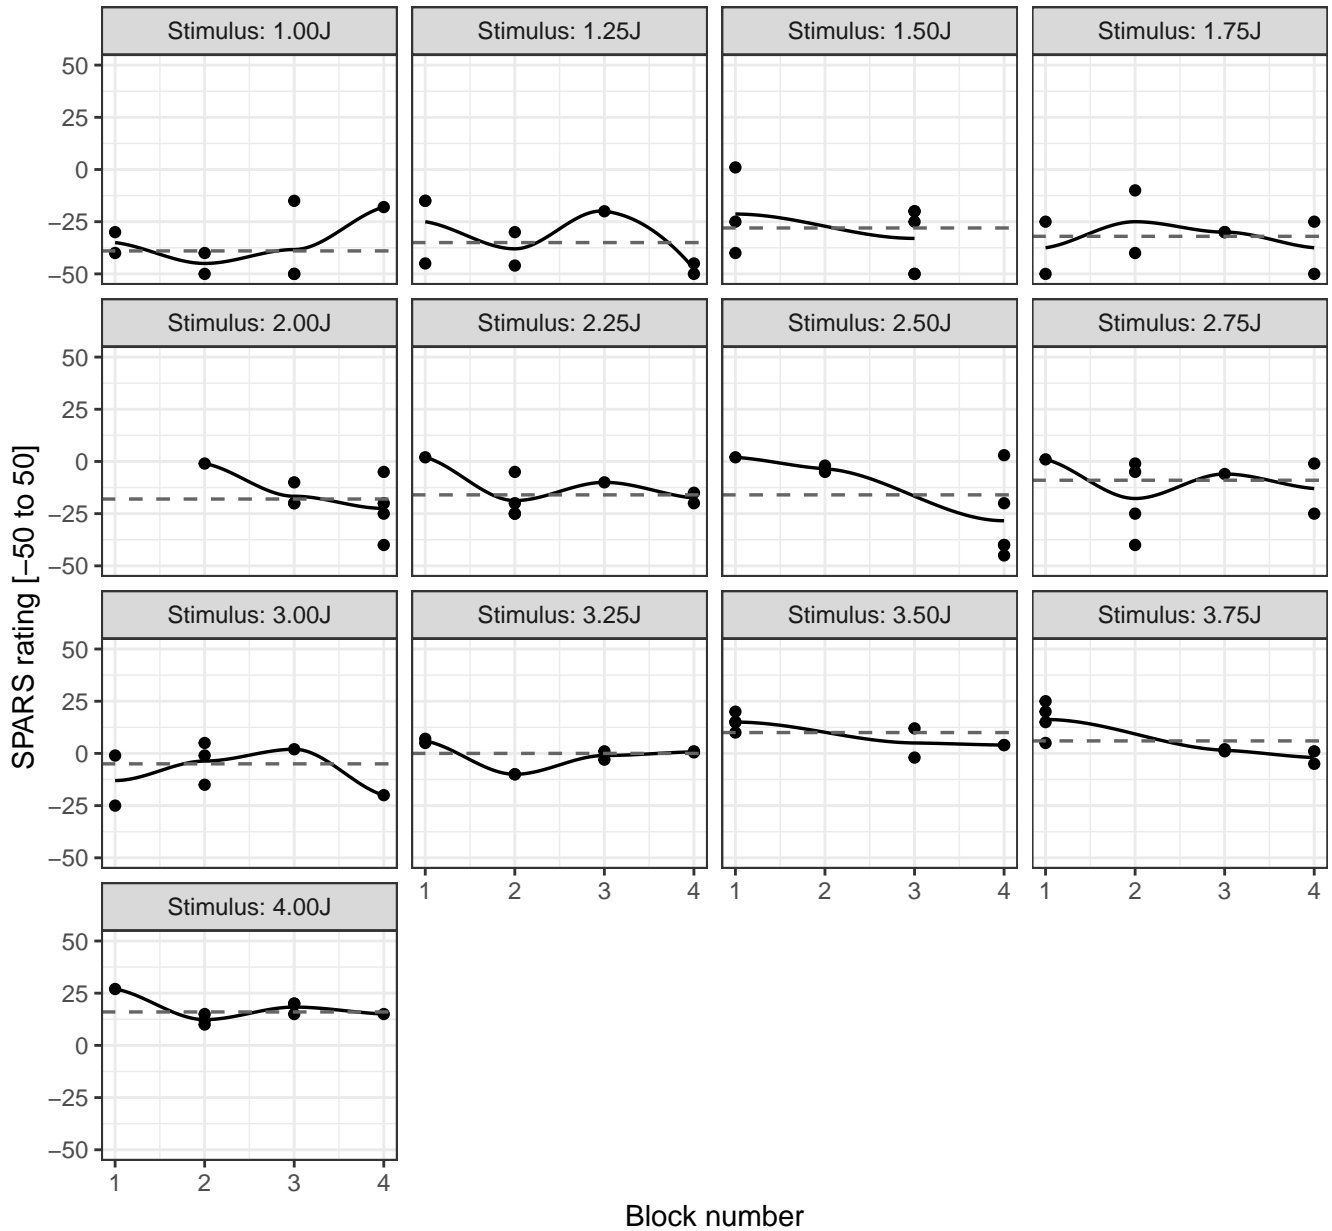 Stimulus: 1.00J
Stimulus: 1.25J
Stimulus: 1.50J
Stimulus: 1.75J
50
25
0
−25
−50
Stimulus: 2.00J
Stimulus: 2.25J
Stimulus: 2.50J
Stimulus: 2.75J
50
25
0
−25
−50
SPARS rating [−50 to 50]
Stimulus: 3.00J
Stimulus: 3.25J
Stimulus: 3.50J
Stimulus: 3.75J
50
25
0
−25
−50
1 2 3 4
1 2 3 4
1 2 3 4
Stimulus: 4.00J
50
25
0
−25
−50
1 2 3 4
Block number